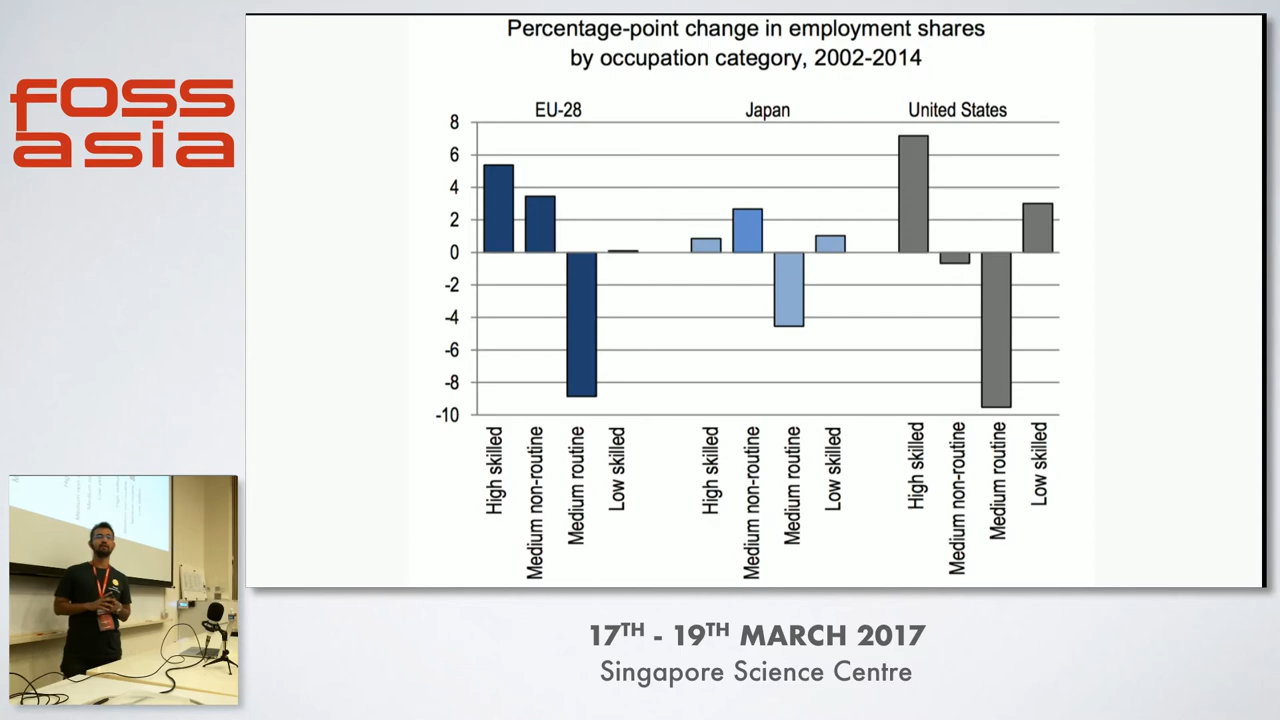 foss
asia
Percentage-point change in employment shares
by occupation category, 2002-2014
EU-28
Japan
United States
8
6
4
2
0
-2
-4
-6
-8
-10
High skilled
Medium non-routine
Medium routine
Low skilled
High skilled
Medium non-routine
Medium routine
Low skilled
High skilled
Medium non-routine
Medium routine
Low skilled
17TH - 19TH MARCH 2017
Singapore Science Centre